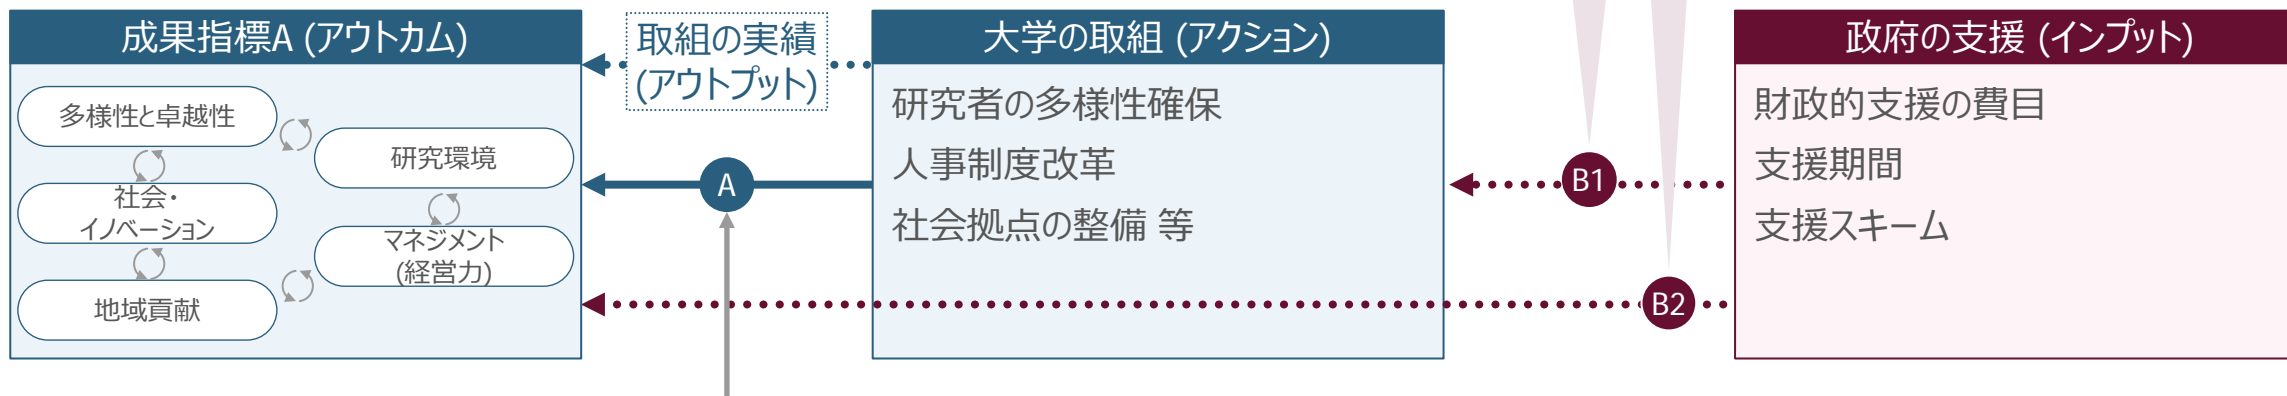 成果指標A (アウトカム)
多様性と卓越性
研究環境
社会・
イノベーション
マネジメント
(経営力)
地域貢献
取組の実績
(アウトプット)
A
大学の取組 (アクション)
研究者の多様性確保
人事制度改革
社会拠点の整備 等
B1
B2
政府の支援 (インプット)
財政的支援の費目
支援期間
支援スキーム